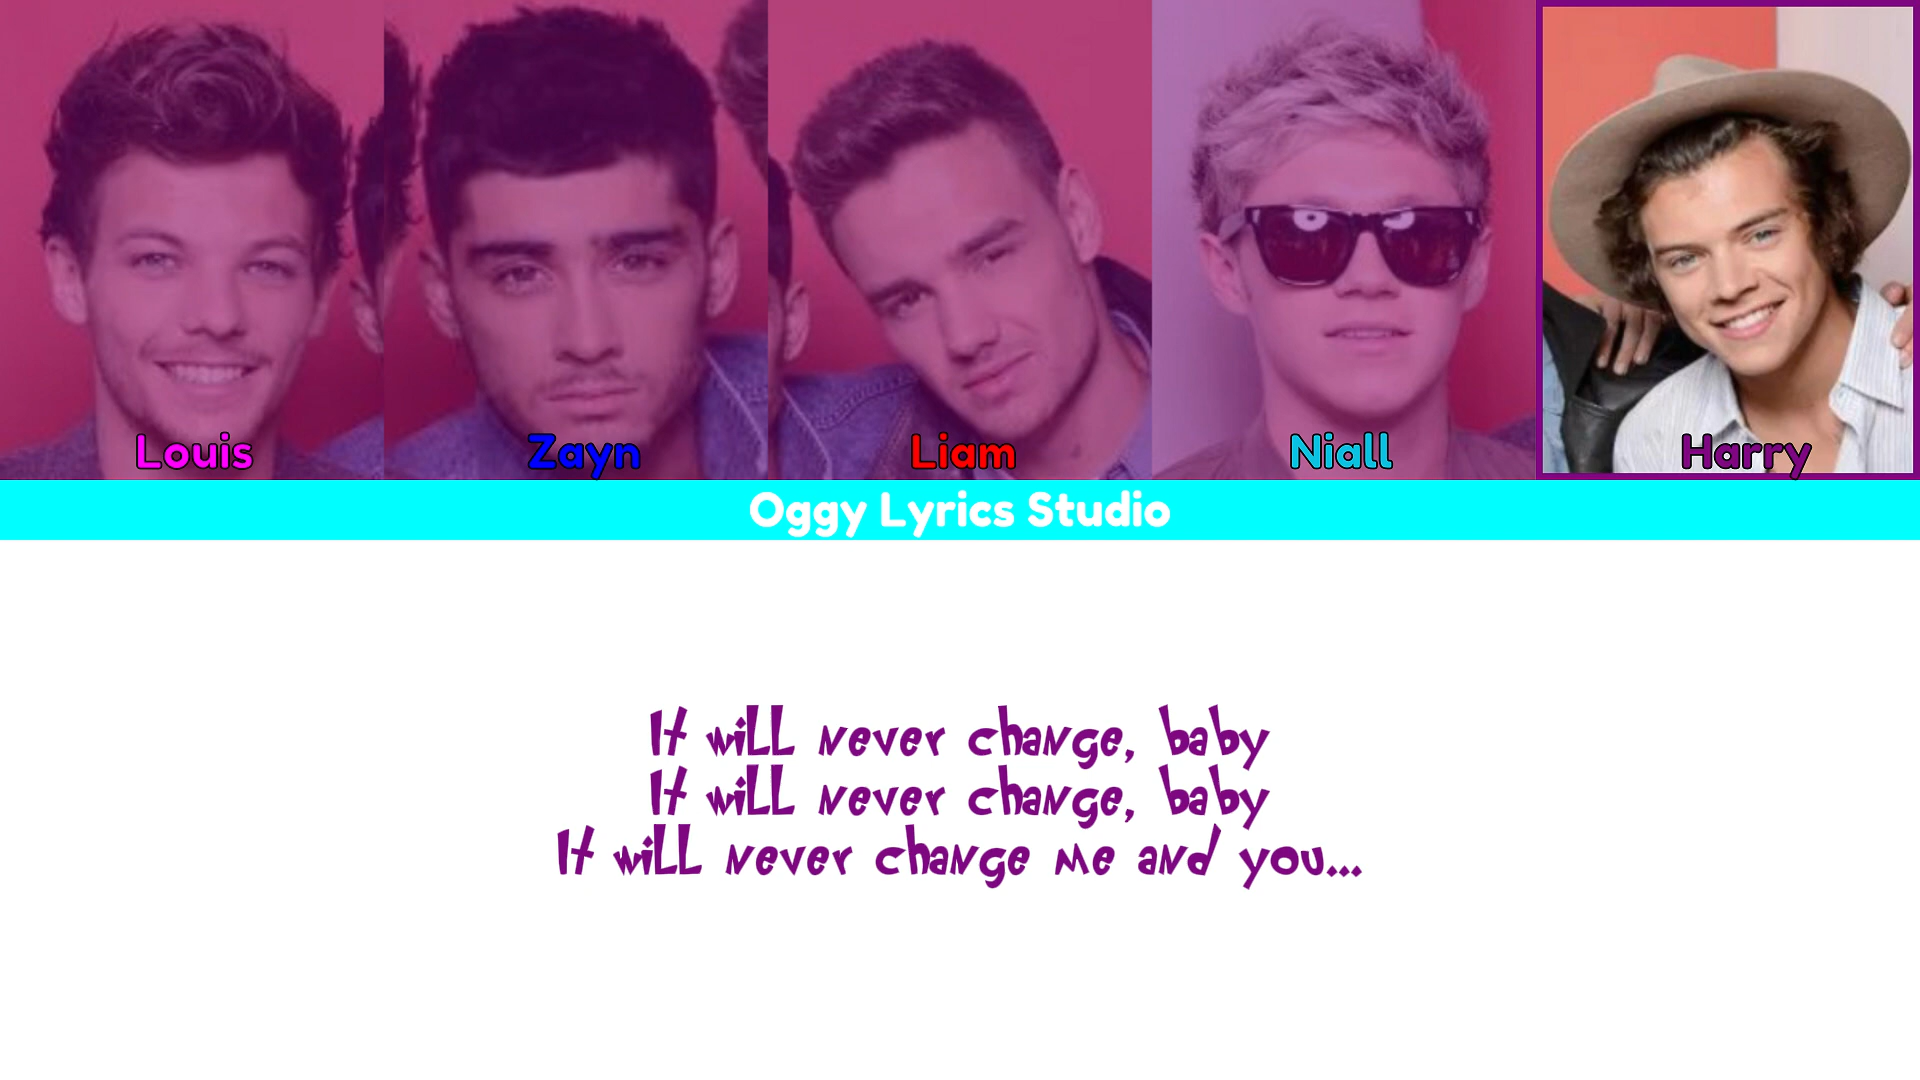 Louis
Zayn
Liam
Niall
Harry
Oggy Lyrics Studio
It will never change, baby
It will never change, baby
It will never change me and you...